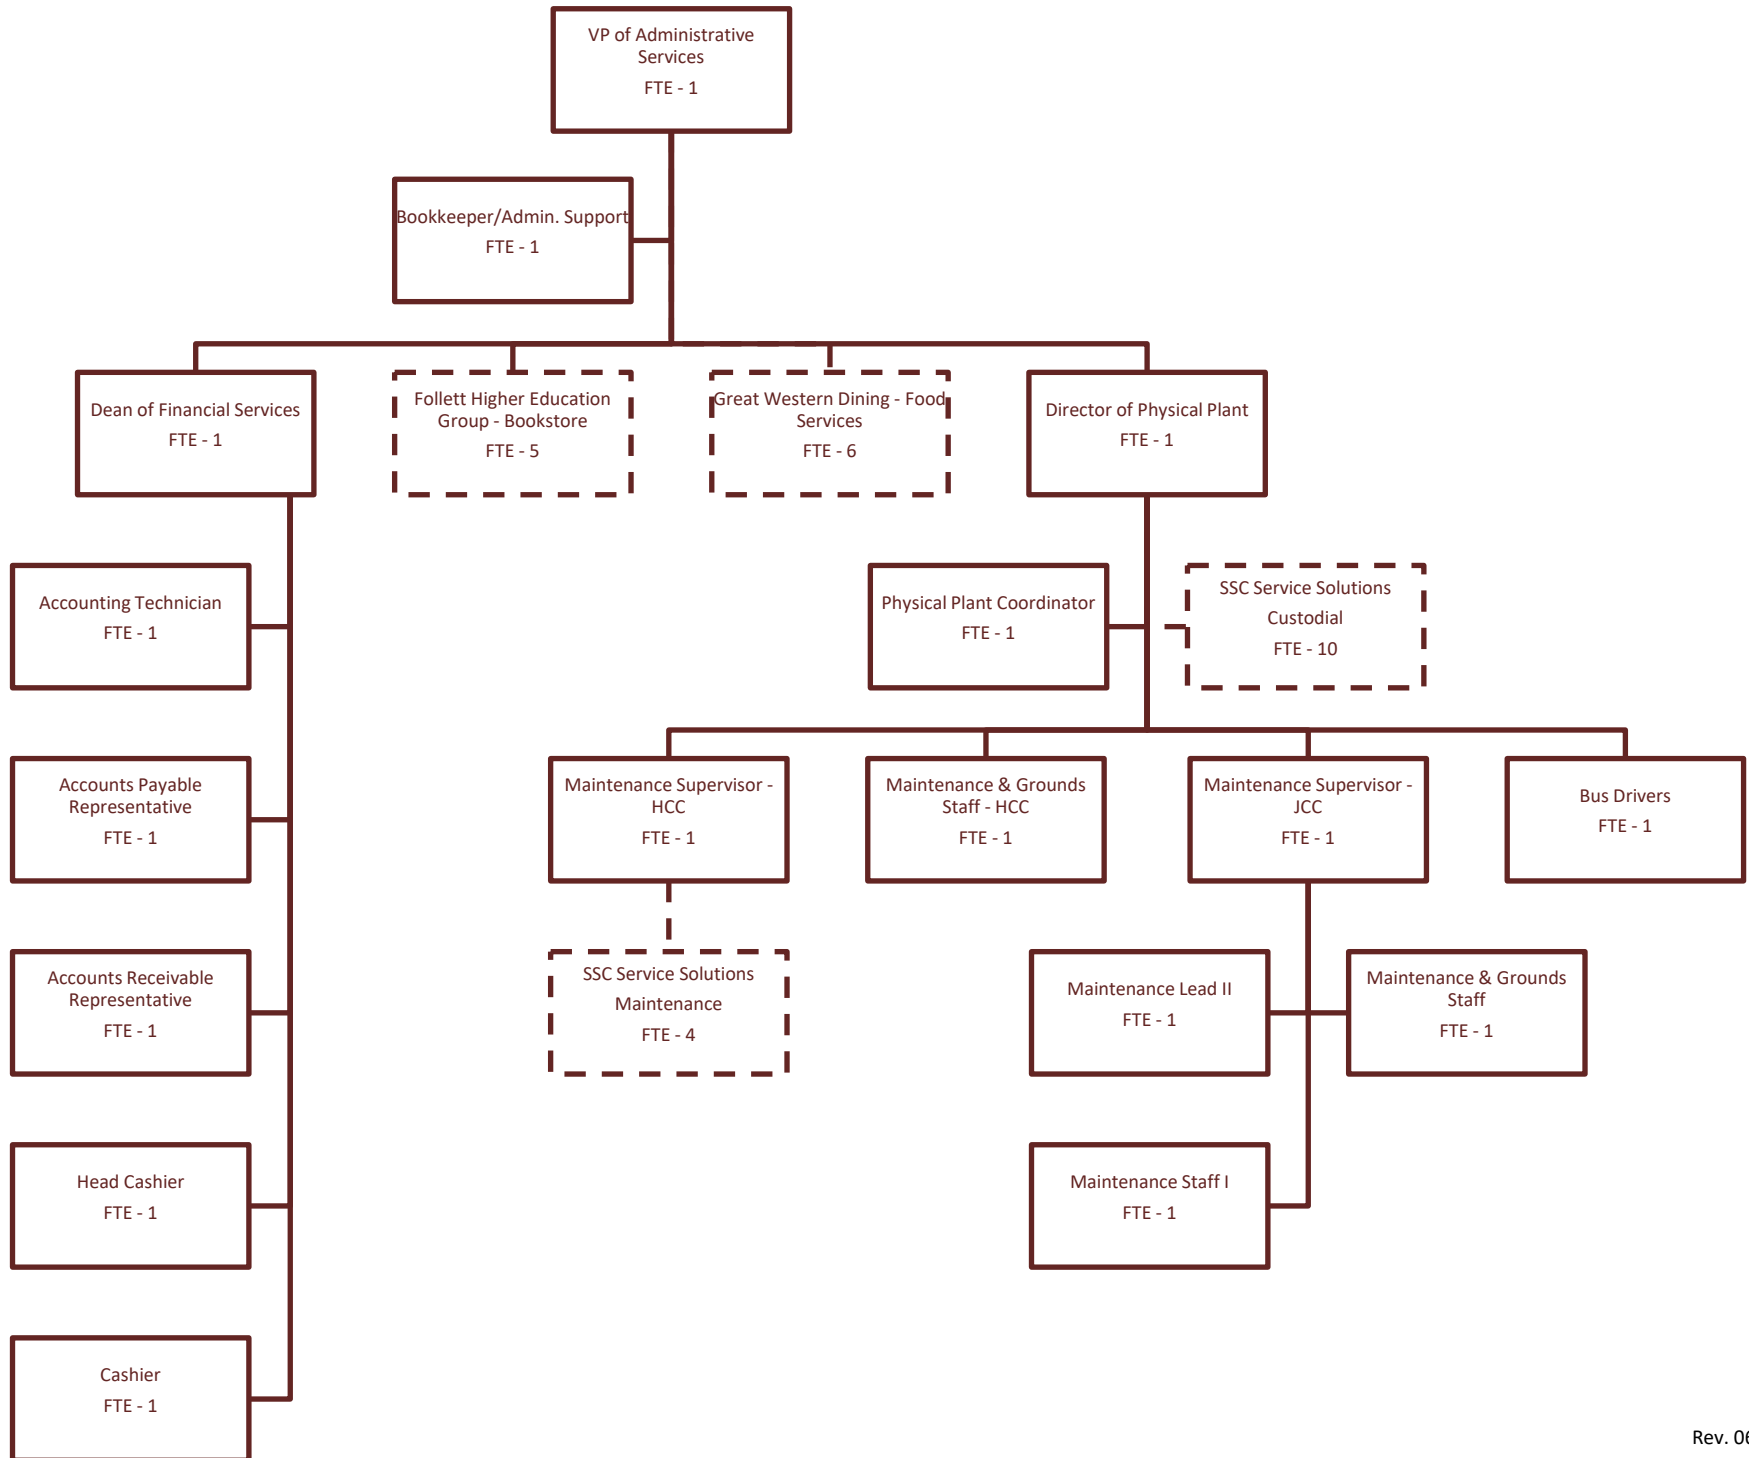 VP of Administrative
Services
FTE - 1
Bookkeeper/Admin. Support
FTE - 1
Dean of Financial Services
FTE - 1
Follett Higher Education
Group - Bookstore
FTE - 5
Great Western Dining - Food
Services
FTE - 6
Director of Physical Plant
FTE - 1
Accounting Technician
FTE - 1
Physical Plant Coordinator
FTE - 1
SSC Service Solutions
Custodial
FTE - 10
Accounts Payable
Representative
FTE - 1
Maintenance Supervisor -
HCC
FTE - 1
Maintenance & Grounds
Staff - HCC
FTE - 1
Maintenance Supervisor -
JCC
FTE - 1
Bus Drivers
FTE - 1
Accounts Receivable
Representative
FTE - 1
SSC Service Solutions
Maintenance
FTE - 4
Maintenance Lead II
FTE - 1
Maintenance & Grounds
Staff
FTE - 1
Head Cashier
FTE - 1
Maintenance Staff I
FTE - 1
Cashier
FTE - 1
Rev. 06